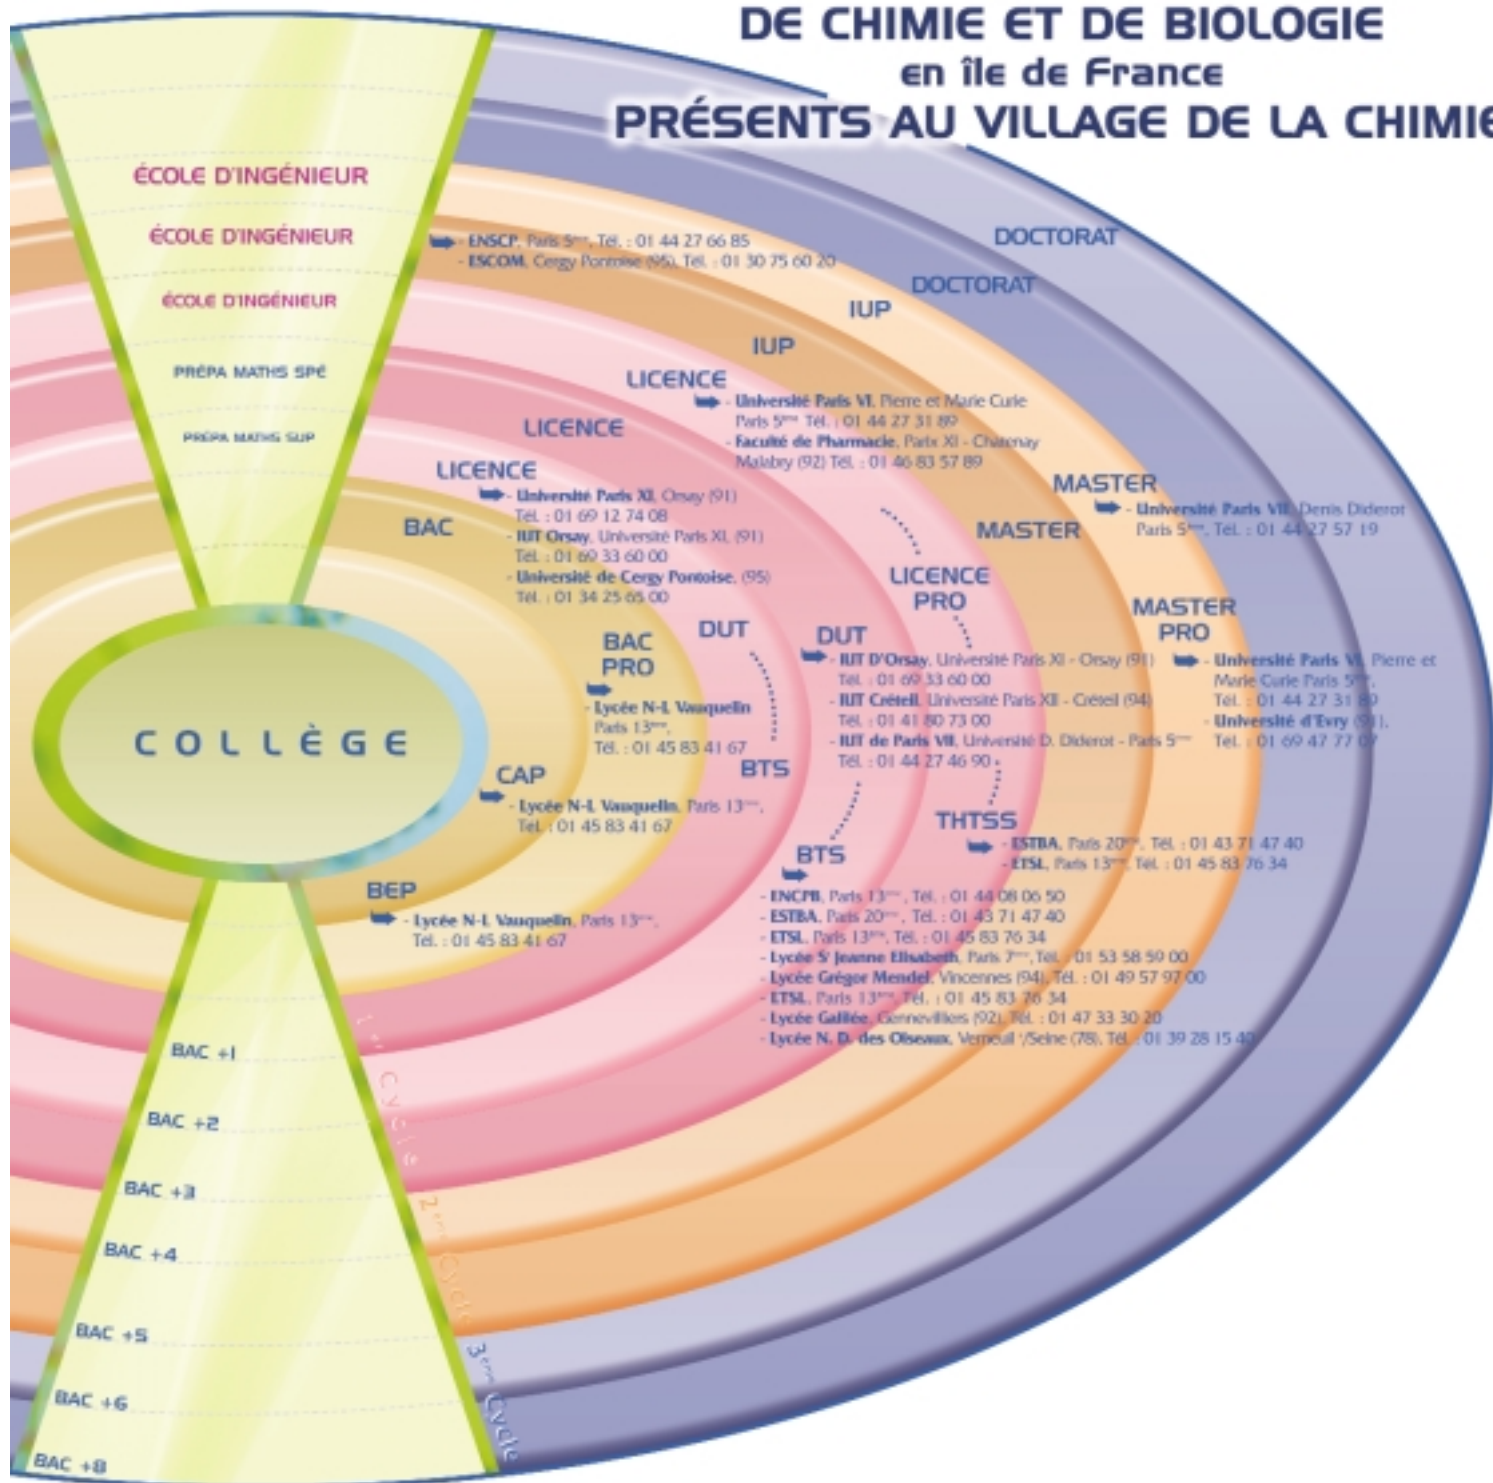 DE CHIMIE ET DE BIOLOGIE
en île de France
PRÉSENTS AU VILLAGE DE LA CHIMIE
ÉCOLE D'INGÉNIEUR
ÉCOLE D'INGÉNIEUR
- ENSCP, Paris 5ème, Tél. : 01 44 27 66 85
- ESCOM, Cergy Pontoise (95), Tél. : 01 30 75 60 20
ÉCOLE D'INGÉNIEUR
PRÉPA MATHS SPÉ
PRÉPA MATHS SUP
DOCTORAT
DOCTORAT
IUP
IUP
LICENCE
- Université Paris VI, Pierre et Marie Curie
Paris 5ème Tél. : 01 44 27 31 89
- Faculté de Pharmacie, Parix XI - Chatenay
Malabry (92) Tél. : 01 46 83 57 89
LICENCE
LICENCE
- Université Paris XI, Orsay (91)
Tél. : 01 69 12 74 08
- IUT Orsay, Université Paris XI, (91)
Tél. : 01 69 33 60 00
- Université de Cergy Pontoise, (95)
Tél. : 01 34 25 65 00
BAC
MASTER
- Université Paris VII, Denis Diderot
Paris 5ème, Tél. : 01 44 27 57 19
MASTER
LICENCE
PRO
MASTER
PRO
- Université Paris VI, Pierre et
Marie Curie Paris 5ème,
Tél. : 01 44 27 31 89
- Université d'Evry (91),
Tél. : 01 69 47 77 07
DUT
DUT
- IUT D'Orsay, Université Paris XI - Orsay (91)
Tél. : 01 69 33 60 00
- IUT Créteil, Université Paris XII - Créteil (94)
Tél. : 01 41 80 73 00
- IUT de Paris VII, Université D. Diderot - Paris 5ème
Tél. : 01 44 27 46 90
BAC
PRO
- Lycée N-L Vauquelin
Paris 13ème,
Tél. : 01 45 83 41 67
COLLÈGE
BTS
CAP
- Lycée N-L Vauquelin, Paris 13ème,
Tél. : 01 45 83 41 67
THTSS
- ESTBA, Paris 20ème, Tél. : 01 43 71 47 40
- ETSL, Paris 13ème, Tél. : 01 45 83 76 34
BTS
- ENCPB, Paris 13ème, Tél. : 01 44 08 06 50
- ESTBA, Paris 20ème, Tél. : 01 43 71 47 40
- ETSL, Paris 13ème, Tél. : 01 45 83 76 34
- Lycée Sᵗ Jeanne Elisabeth, Paris 7ème, Tél. : 01 53 58 59 00
- Lycée Grégor Mendel, Vincennes (94), Tél. : 01 49 57 97 00
- ETSL, Paris 13ème, Tél. : 01 45 83 76 34
- Lycée Galilée, Gennevilliers (92), Tél. : 01 47 33 30 20
- Lycée N. D. des Oiseaux, Verneuil s/Seine (78), Tél. : 01 39 28 15 40
BEP
- Lycée N-L Vauquelin, Paris 13ème,
Tél. : 01 45 83 41 67
BAC +1
BAC +2
BAC +3
BAC +4
BAC +5
BAC +6
BAC +8
1er Cycle
2ème Cycle
3ème Cycle